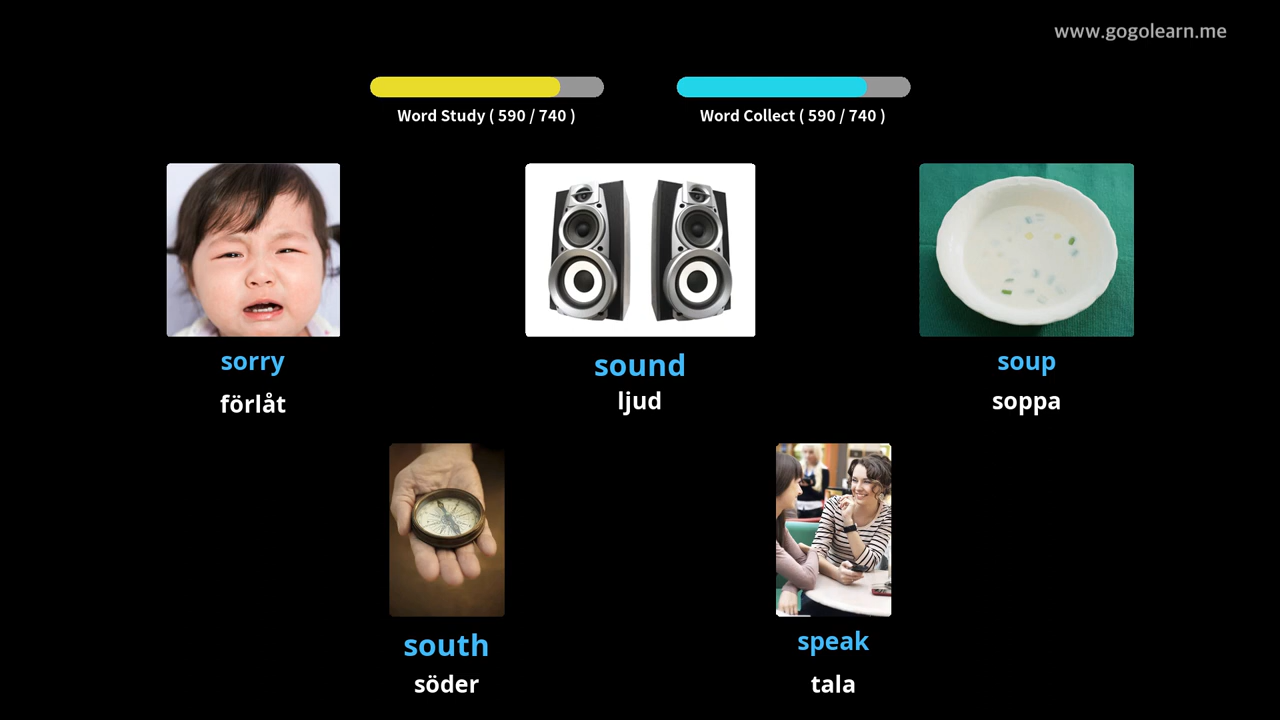 www.gogolearn.me
Word Study ( 590 / 740 )
Word Collect ( 590 / 740 )
sorry
förlåt
sound
ljud
soup
soppa
south
söder
speak
tala